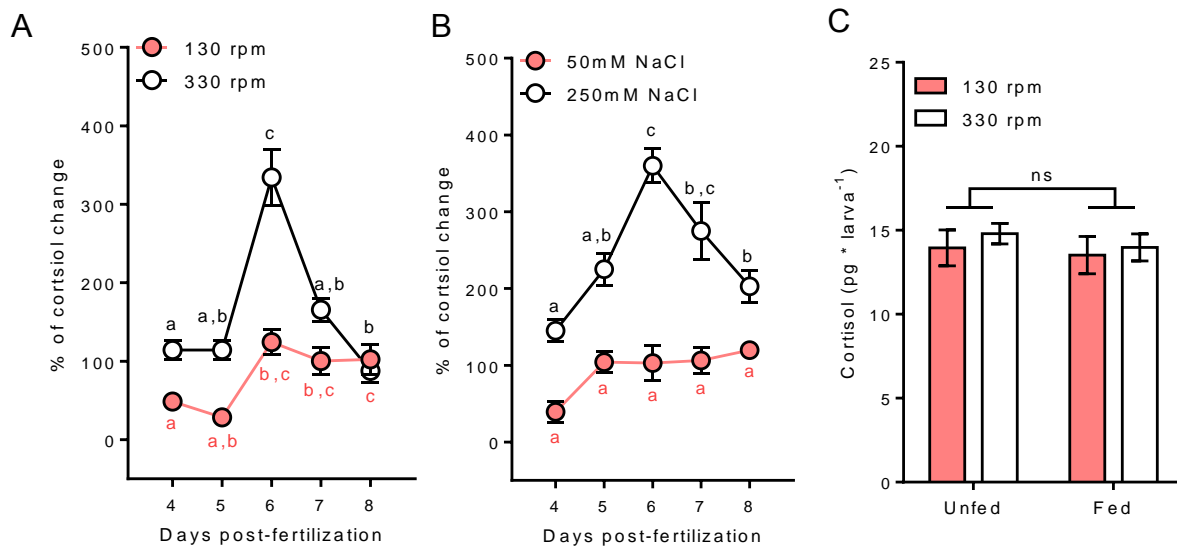 A
130 rpm
330 rpm
500
400
300
200
100
0
% of cortsiol change
a
a,b
c
a,b
b
a
a,b
b,c
b,c
c
4 5 6 7 8
Days post-fertilization
B
50mM NaCl
250mM NaCl
500
400
300
200
100
0
% of cortisol change
a
a,b
c
b,c
b
a
a
a
a
a
4 5 6 7 8
Days post-fertilization
C
130 rpm
330 rpm
25
20
15
10
5
0
Cortisol (pg * larva⁻¹)
ns
Unfed Fed